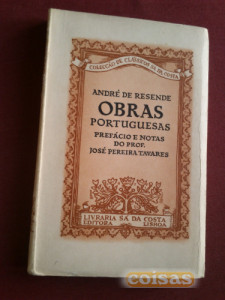 COLECÇÃO DE CLÁSSICOS SÁ DA COSTA
ANDRÉ DE RESENDE
OBRAS
PORTUGUESAS
PREFÁCIO E NOTAS
DO PROF.
JOSÉ PEREIRA TAVARES
LIVRARIA SÁ DA COSTA
EDITORA LISBOA
coisas